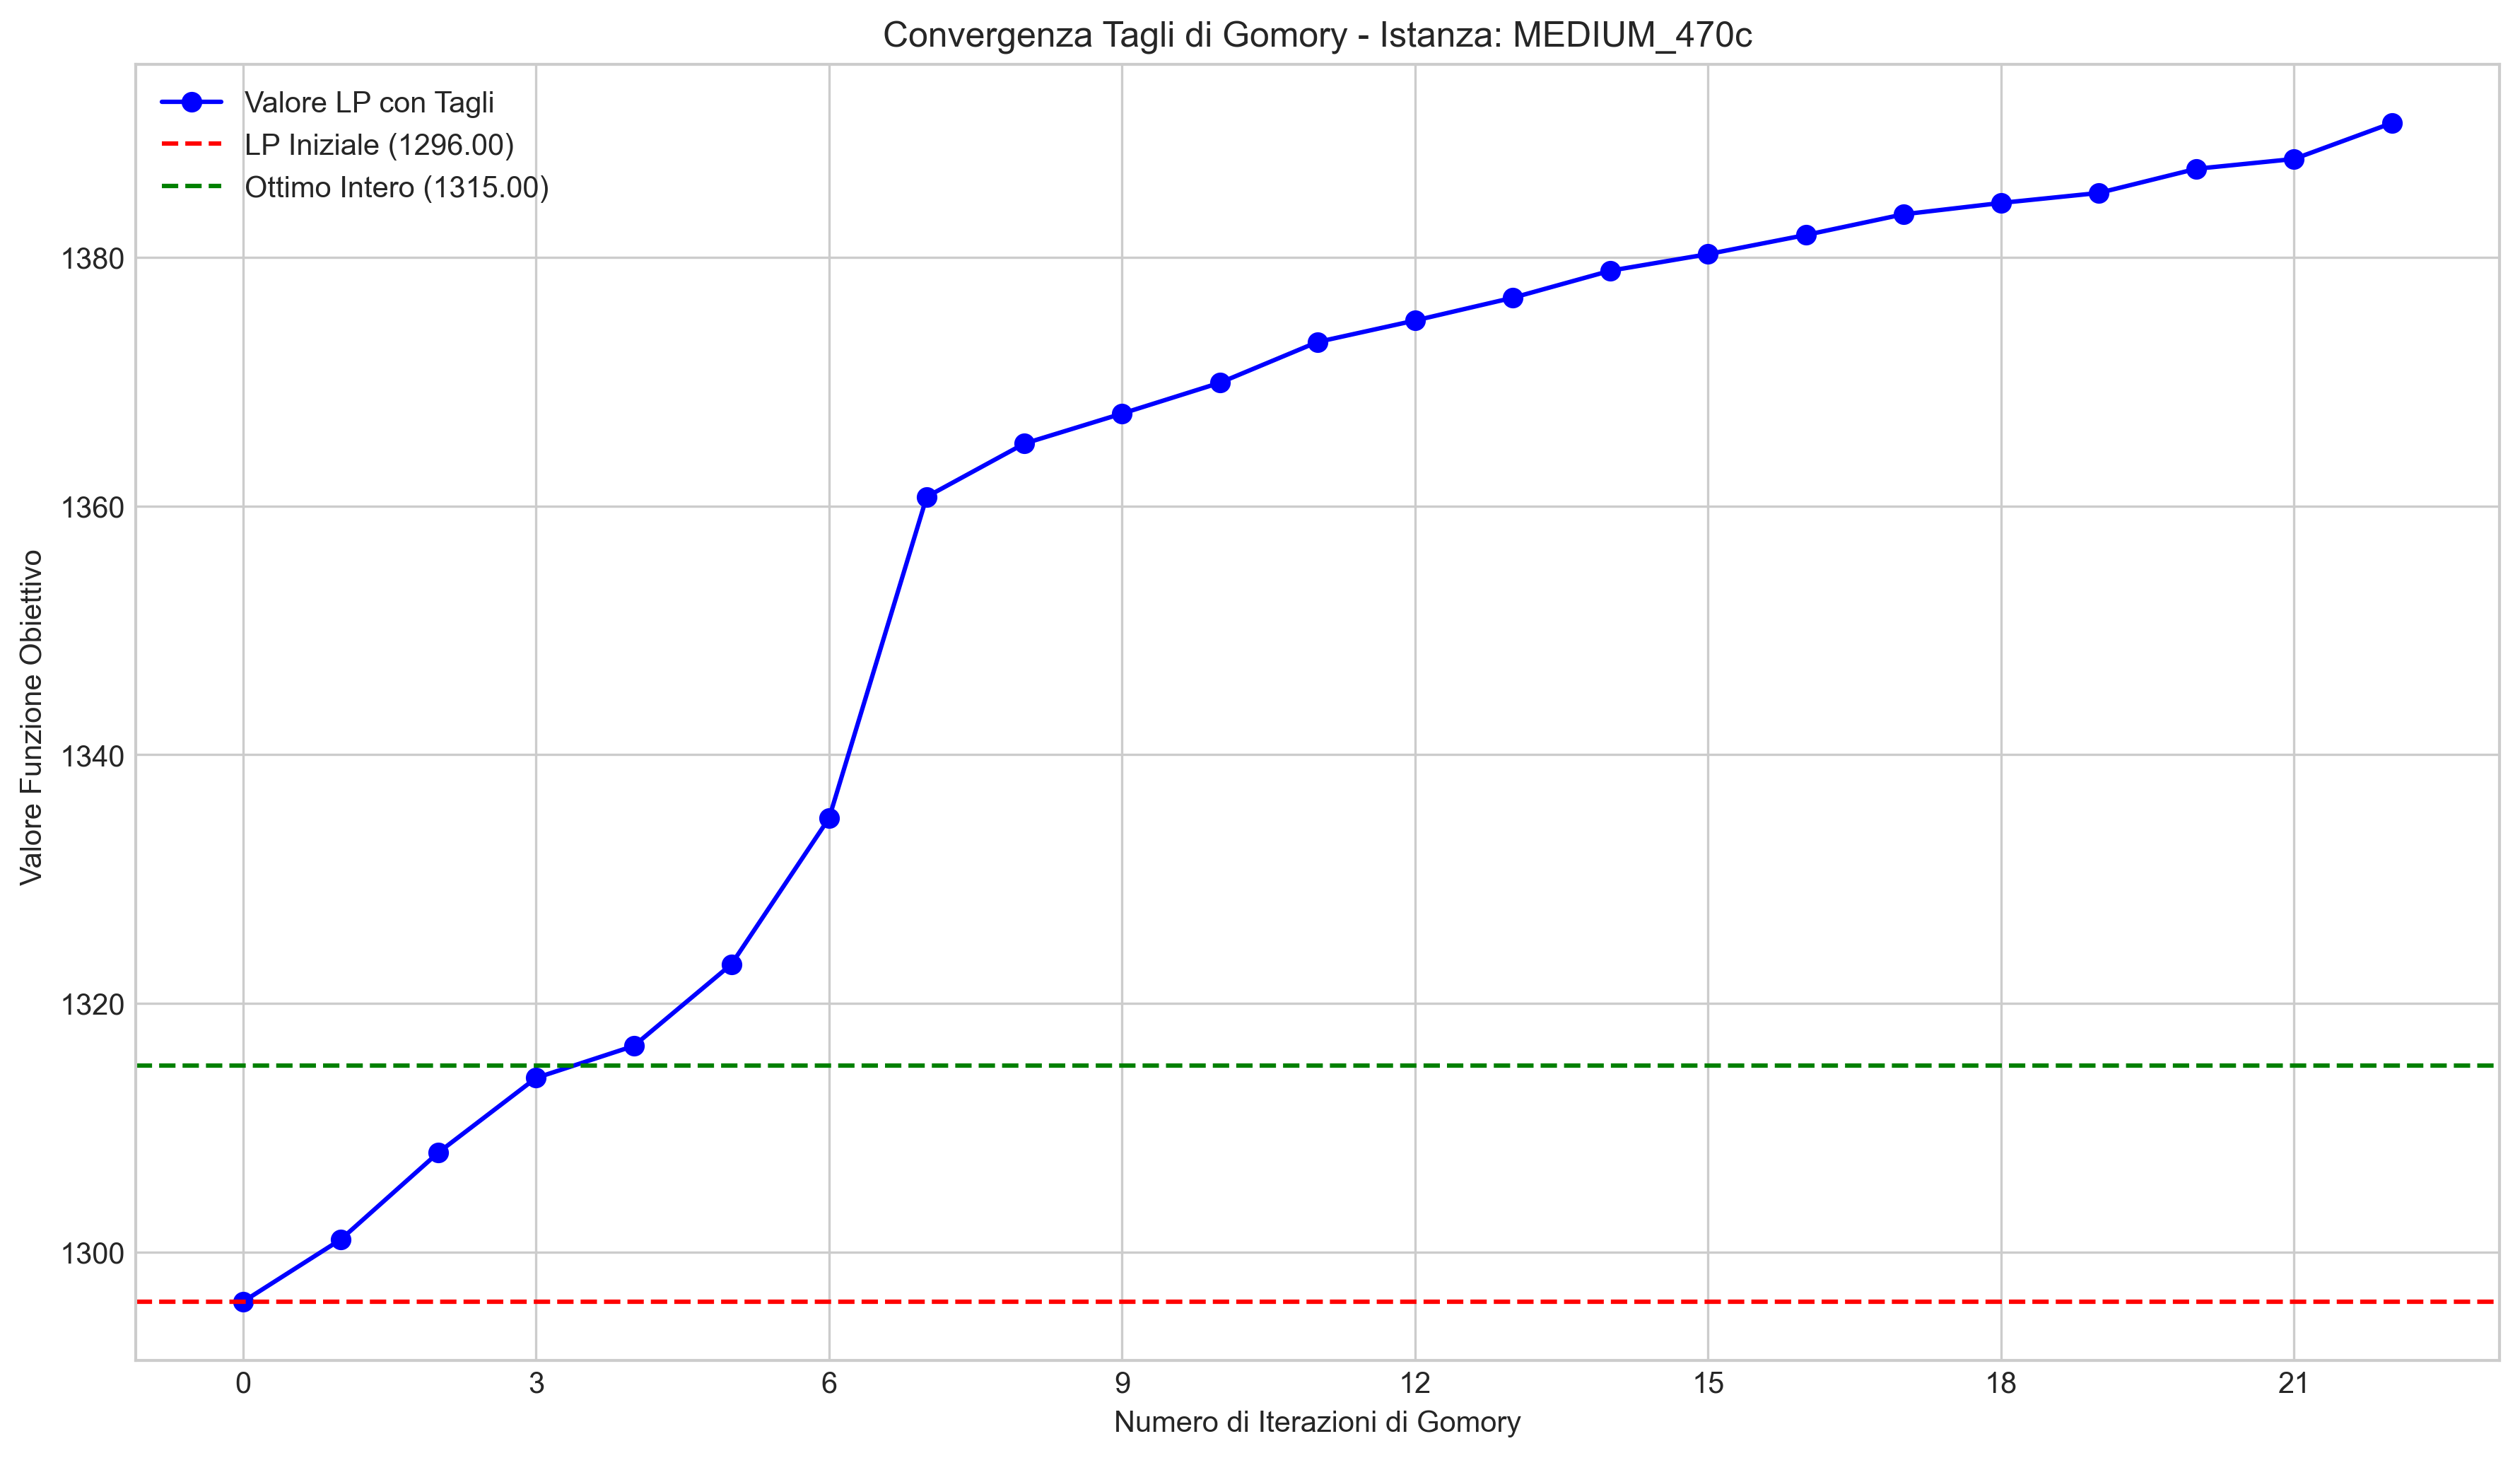 Convergenza Tagli di Gomory - Istanza: MEDIUM_470c
Valore LP con Tagli
LP Iniziale (1296.00)
Ottimo Intero (1315.00)
Valore Funzione Obiettivo
1380
1360
1340
1320
1300
0 3 6 9 12 15 18 21
Numero di Iterazioni di Gomory